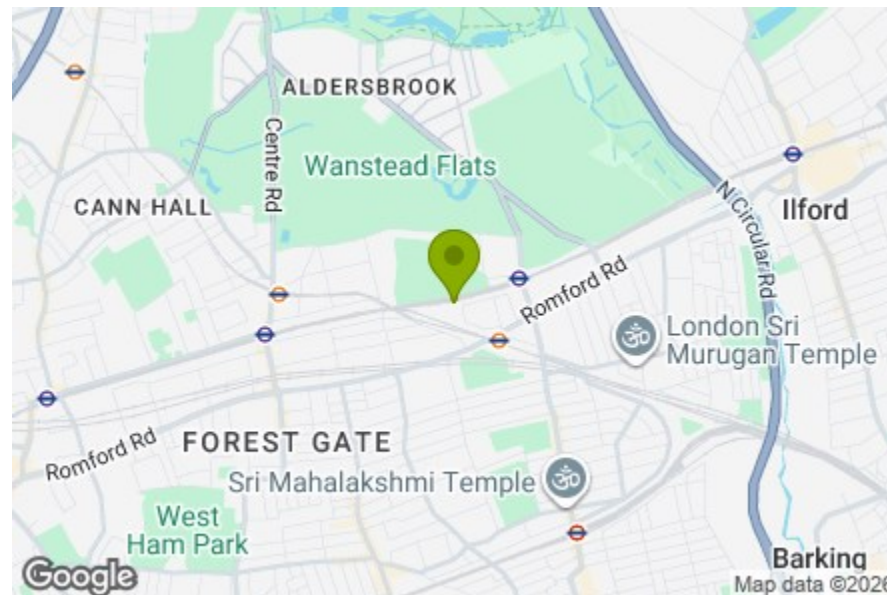 ALDERSBROOK
Centre Rd
Wanstead Flats
CANN HALL
N Circular Rd
Ilford
Romford Rd
London Sri
Murugan Temple
Romford Rd
FOREST GATE
Sri Mahalakshmi Temple
West
Ham Park
Barking
Google
Map data ©2026